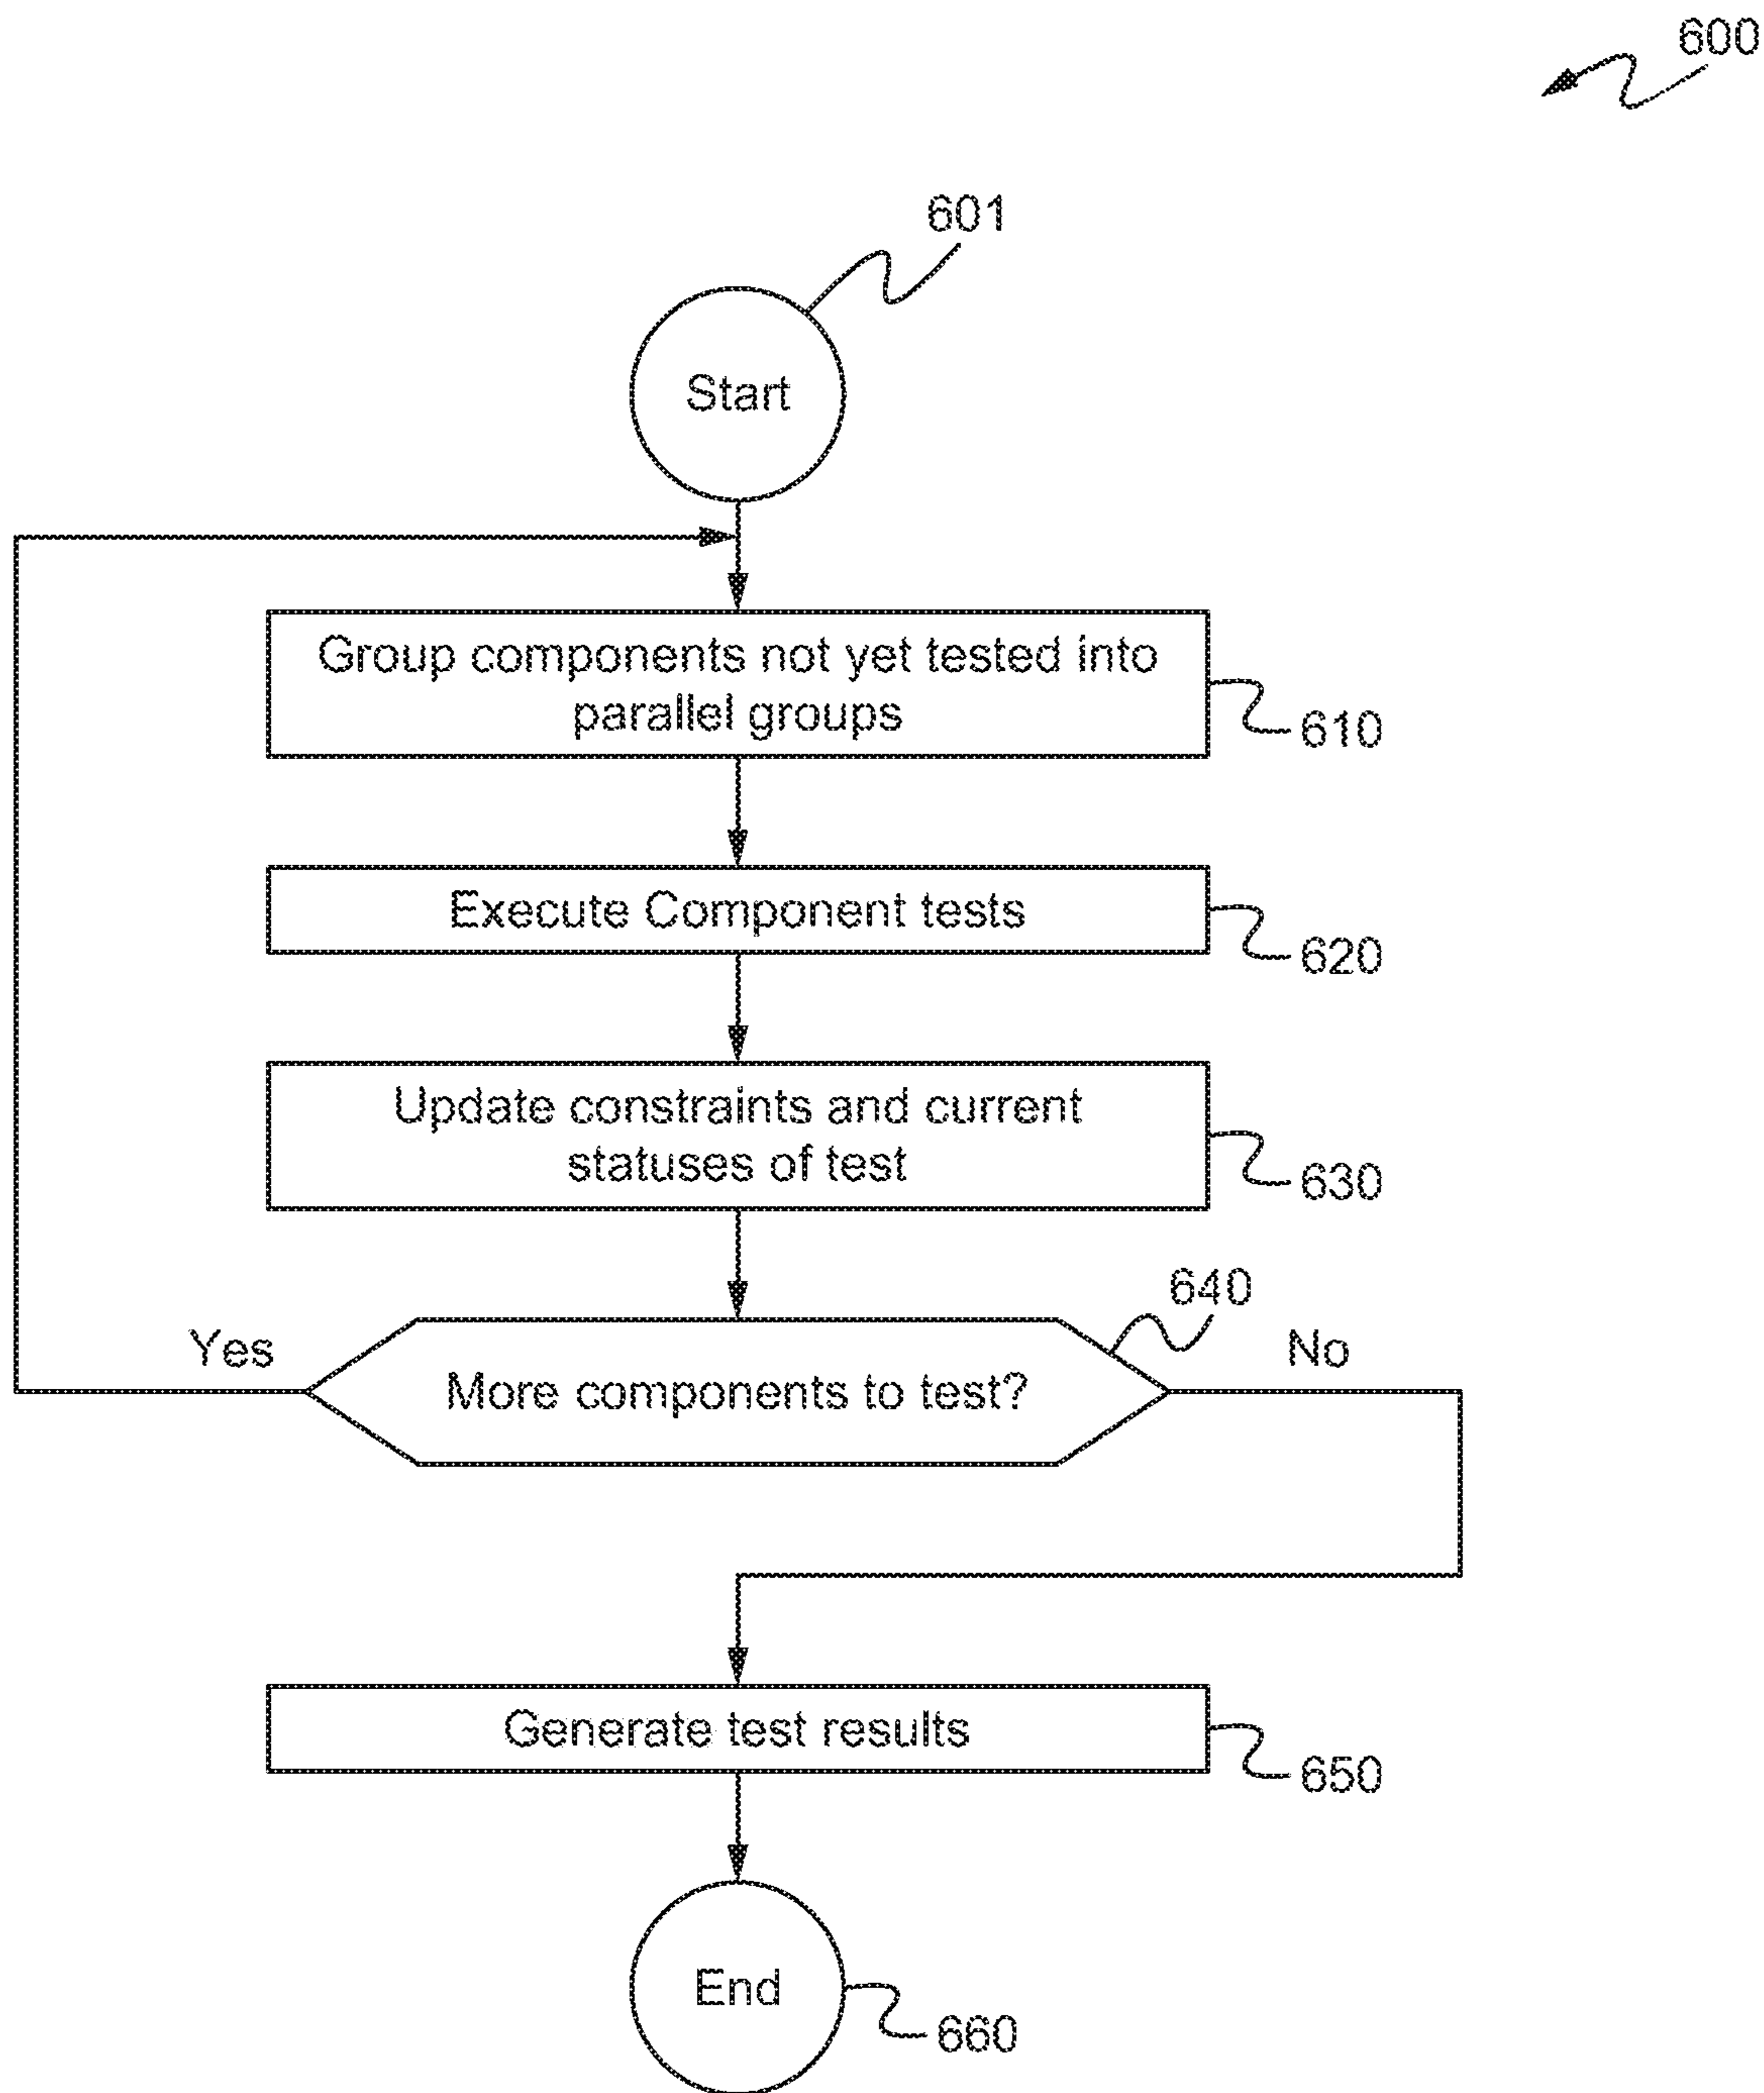 600
601
Start
Group components not yet tested into
parallel groups
610
Execute Component tests
620
Update constraints and current
statuses of test
630
640
Yes
More components to test?
No
Generate test results
650
End
660